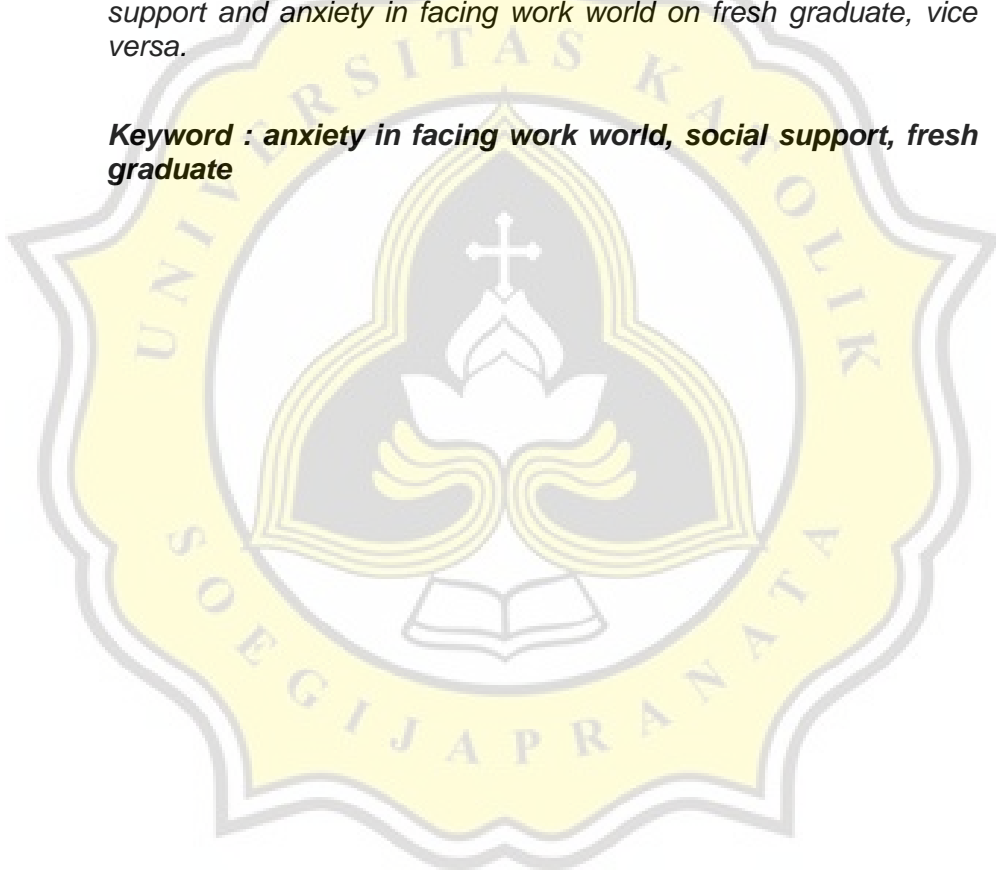 support and anxiety in facing work world on fresh graduate, vice
versa.
Keyword : anxiety in facing work world, social support, fresh
graduate
UNIVERSITAS KATOLIK
SOEGIJAPRANATA